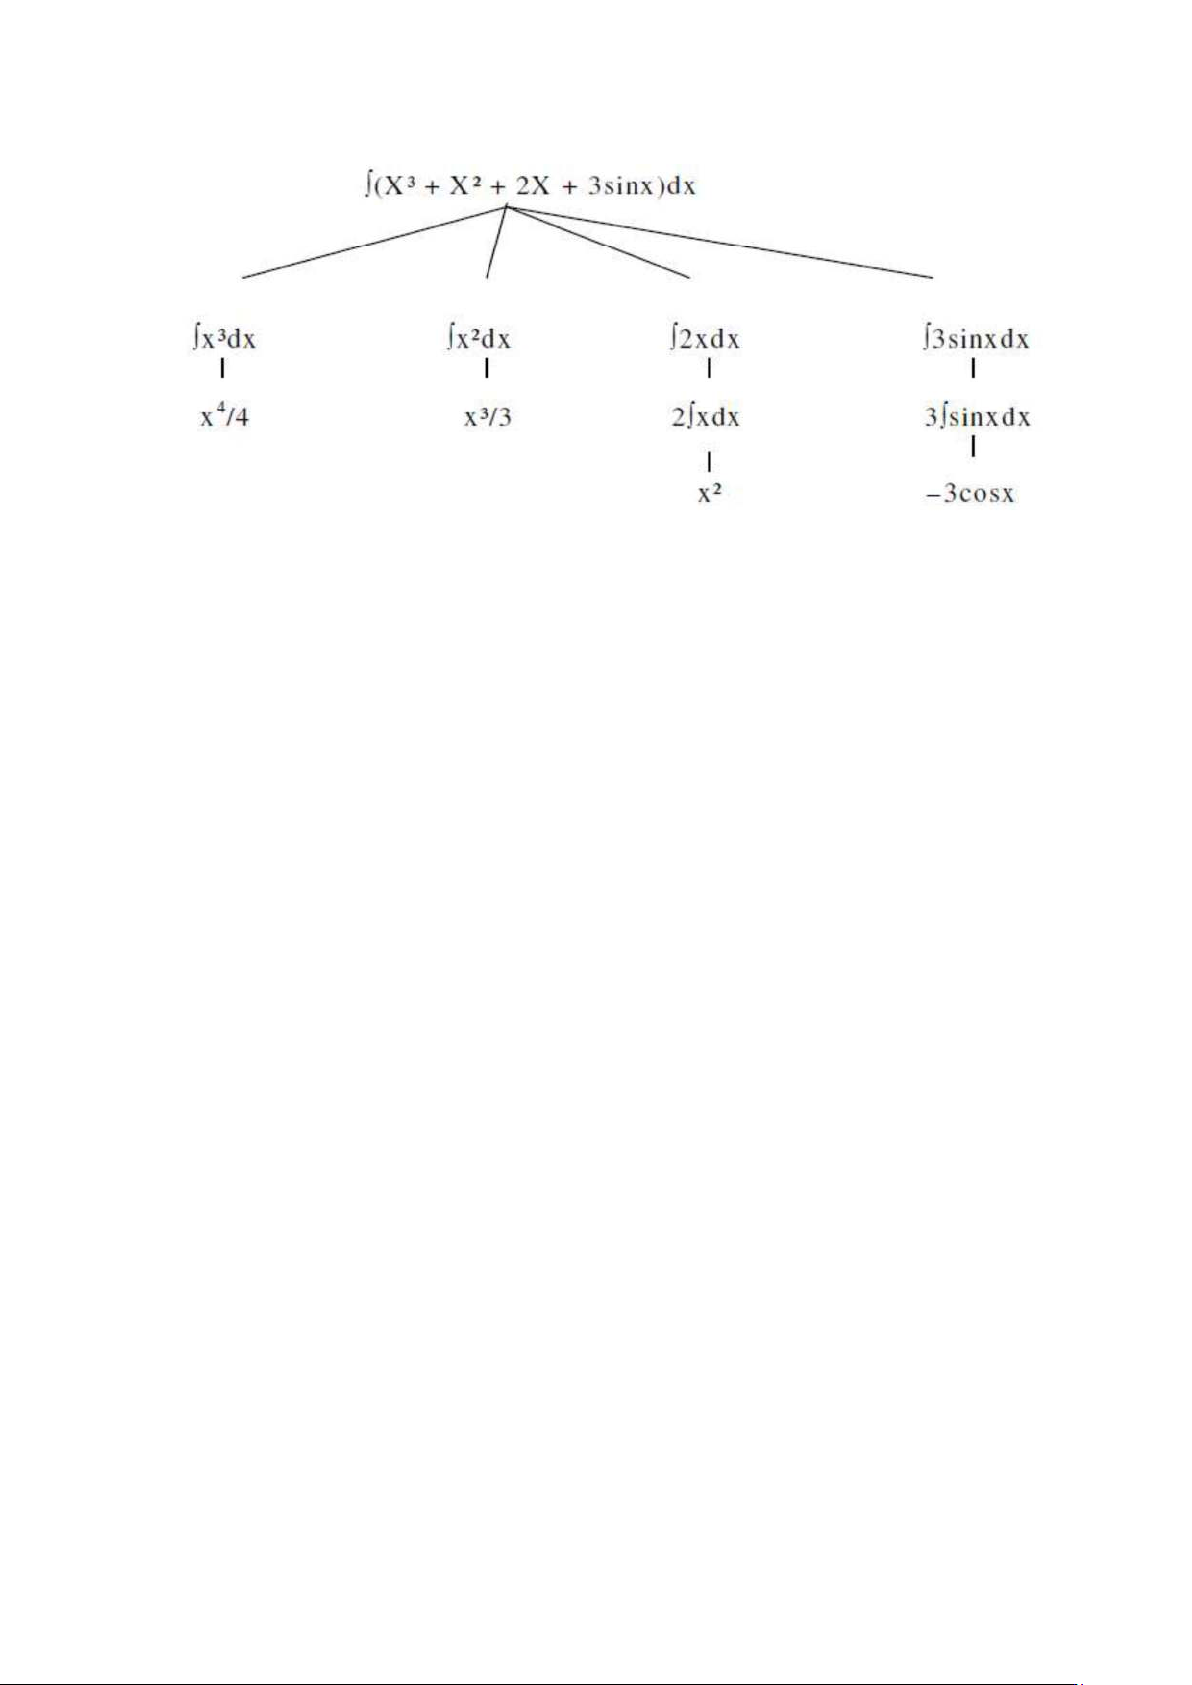 ∫(X³ + X² + 2X + 3sinx)dx
∫x³dx ∫x²dx ∫2xdx ∫3sinxdx
x⁴/4 x³/3 2∫xdx 3∫sinxdx
x² −3cosx